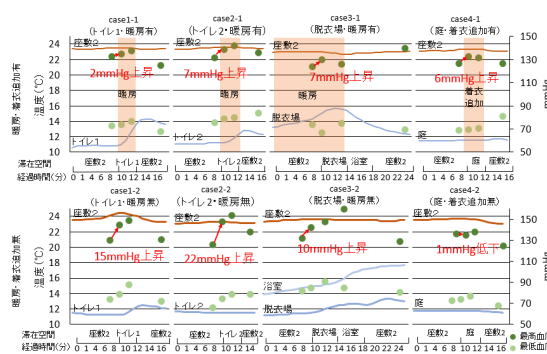 case1-1 case2-1 case3-1 case4-1
(トイレ1・暖房有) (トイレ2・暖房有) (脱衣場・暖房有) (庭・着衣追加有)
暖房・着衣追加有
温度(℃)
24 22 20 18 16 14 12 10
150 130 110 90 70 50
mmHg
座敷2 座敷2 座敷2 座敷2
2mmHg上昇 7mmHg上昇 7mmHg上昇 6mmHg上昇
暖房 暖房 暖房 着衣
追加
トイレ1 トイレ2 脱衣場 庭
滞在空間 座敷2 トイレ1 座敷2 座敷2 トイレ2 座敷2 座敷2 脱衣場 浴室 座敷2 座敷2 庭 座敷2
経過時間(分) 0 2 4 6 8 10 12 14 16 0 2 4 6 8 10 12 14 16 0 2 4 6 8 10 12 14 16 18 20 22 24 0 2 4 6 8 10 12 14 16
case1-2 case2-2 case3-2 case4-2
(トイレ1・暖房無) (トイレ2・暖房無) (脱衣場・暖房無) (庭・着衣追加無)
暖房・着衣追加無
温度(℃)
24 22 20 18 16 14 12 10
150 130 110 90 70 50
mmHg
座敷2 座敷2 座敷2 座敷2
15mmHg上昇 22mmHg上昇 10mmHg上昇 1mmHg低下
浴室
トイレ1 トイレ2 脱衣場 庭
滞在空間 座敷2 トイレ1 座敷2 座敷2 トイレ2 座敷2 座敷2 脱衣場 浴室 座敷2 座敷2 庭 座敷2
経過時間(分) 0 2 4 6 8 10 12 14 16 0 2 4 6 8 10 12 14 16 0 2 4 6 8 10 12 14 16 18 20 22 24 0 2 4 6 8 10 12 14 16
最高血
最低血